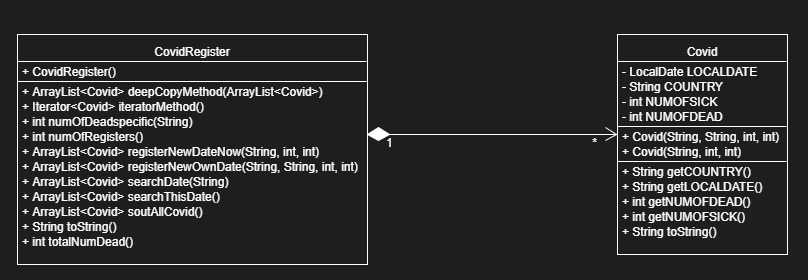 CovidRegister
+ CovidRegister()
+ ArrayList<Covid> deepCopyMethod(ArrayList<Covid>)
+ Iterator<Covid> iteratorMethod()
+ int numOfDeadspecific(String)
+ int numOfRegisters()
+ ArrayList<Covid> registerNewDateNow(String, int, int)
+ ArrayList<Covid> registerNewOwnDate(String, String, int, int)
+ ArrayList<Covid> searchDate(String)
+ ArrayList<Covid> searchThisDate()
+ ArrayList<Covid> soutAllCovid()
+ String toString()
+ int totalNumDead()
1
*
Covid
- LocalDate LOCALDATE
- String COUNTRY
- int NUMOFSICK
- int NUMOFDEAD
+ Covid(String, String, int, int)
+ Covid(String, int, int)
+ String getCOUNTRY()
+ String getLOCALDATE()
+ int getNUMOFDEAD()
+ int getNUMOFSICK()
+ String toString()